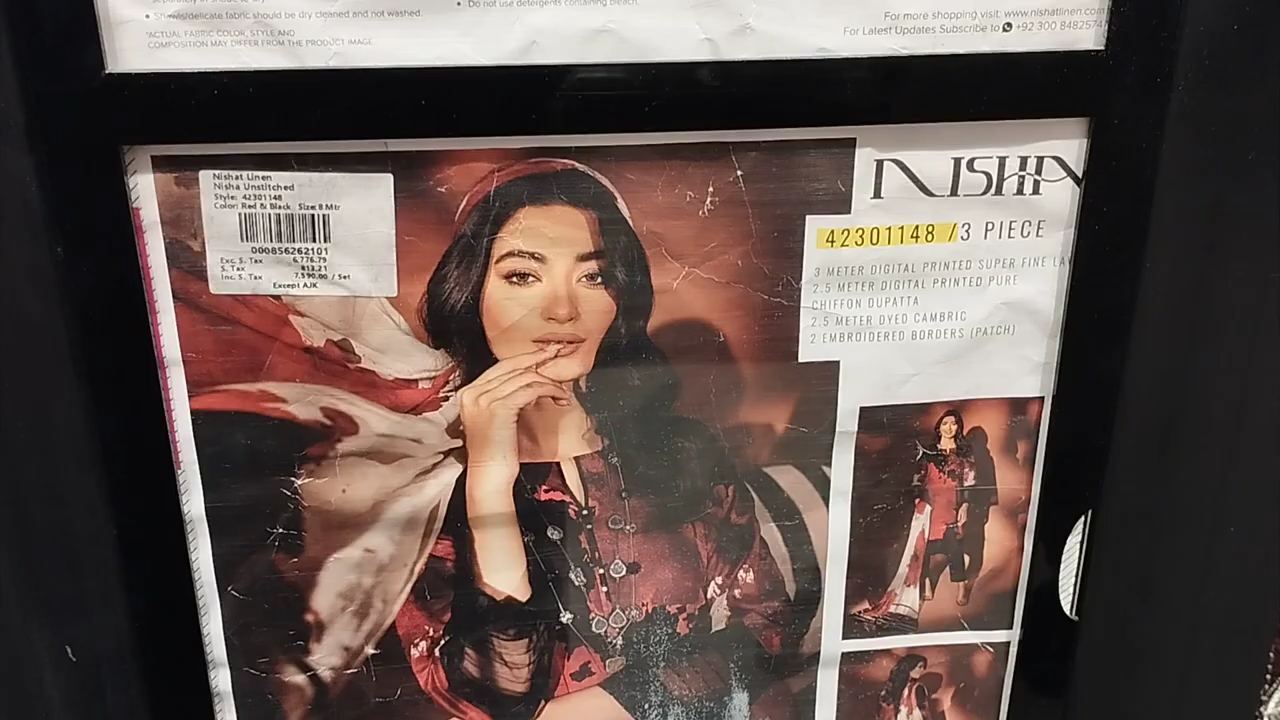 • Shawls/delicate fabric should be dry cleaned and not washed.
• Do not use detergents containing bleach.
*ACTUAL FABRIC COLOR, STYLE AND
COMPOSITION MAY DIFFER FROM THE PRODUCT IMAGE
For more shopping visit: www.nishatlinen.com
For Latest Updates Subscribe to +92 300 8482574
Nishat Linen
Nisha Unstitched
Style: 42301148
Color: Red & Black Size: 8 Mtr
000856262101
Exc. S. Tax 6,776.79
S. Tax 813.21
Inc. S. Tax 7,590.00 / Set
Except AJK
NISHA
42301148 /3 PIECE
3 METER DIGITAL PRINTED SUPER FINE
2.5 METER DIGITAL PRINTED PURE
CHIFFON DUPATTA
2.5 METER DYED CAMBRIC
2 EMBROIDERED BORDERS (PATCH)